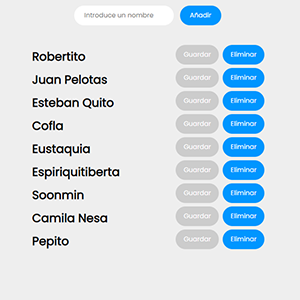 Introduce un nombre Añadir
Robertito Guardar Eliminar
Juan Pelotas Guardar Eliminar
Esteban Quito Guardar Eliminar
Cofla Guardar Eliminar
Eustaquia Guardar Eliminar
Espiriquitiberta Guardar Eliminar
Soonmin Guardar Eliminar
Camila Nesa Guardar Eliminar
Pepito Guardar Eliminar